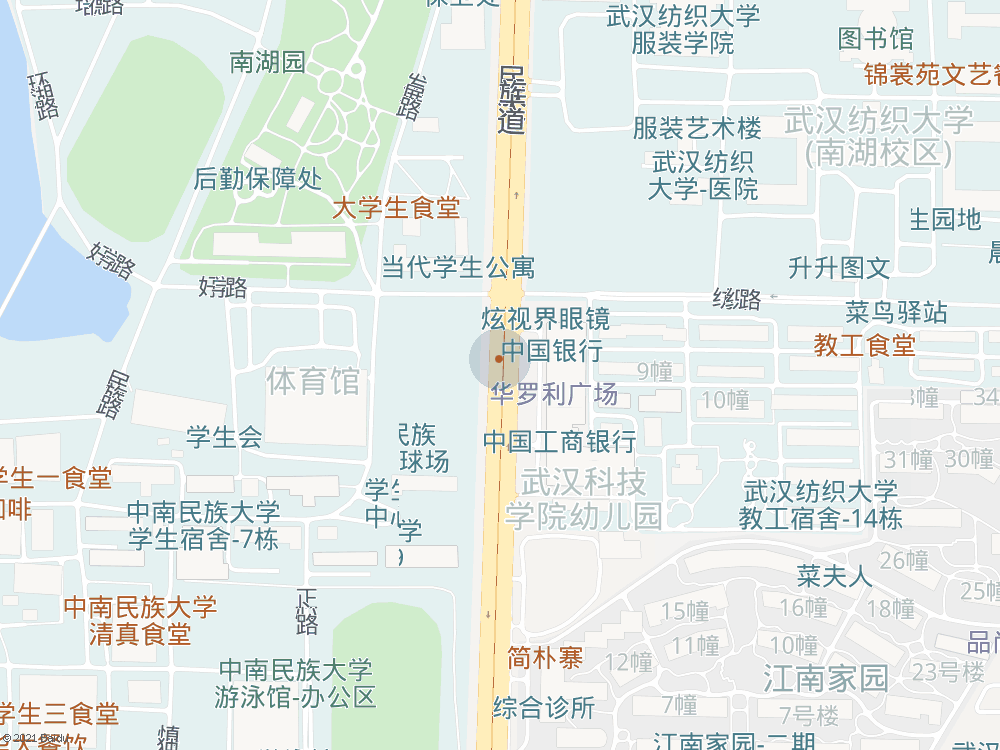 武汉纺织大学
服装学院
图书馆
南湖园
锦裳苑文艺餐
环湖路
发展路
民族大道
服装艺术楼
武汉纺织大学
(南湖校区)
武汉纺织
大学-医院
后勤保障处
大学生食堂
生园地
好学路
当代学生公寓
升升图文
好学路
缤纷路
菜鸟驿站
炫视界眼镜
教工食堂
中国银行
体育馆
9幢
华罗利广场
10幢
34
民族路
学生会
民族
球场
中国工商银行
31幢
30幢
学生一食堂
咖啡
武汉科技
学院幼儿园
武汉纺织大学
教工宿舍-14栋
中南民族大学
学生宿舍-7栋
26幢
菜夫人
25幢
中南民族大学
清真食堂
15幢
16幢
18幢
11幢
10幢
简朴寨
12幢
23号楼
江南家园
中南民族大学
游泳馆-办公区
综合诊所
7幢
7号楼
学生三食堂
江南家园-二期
© 2021 Baidu